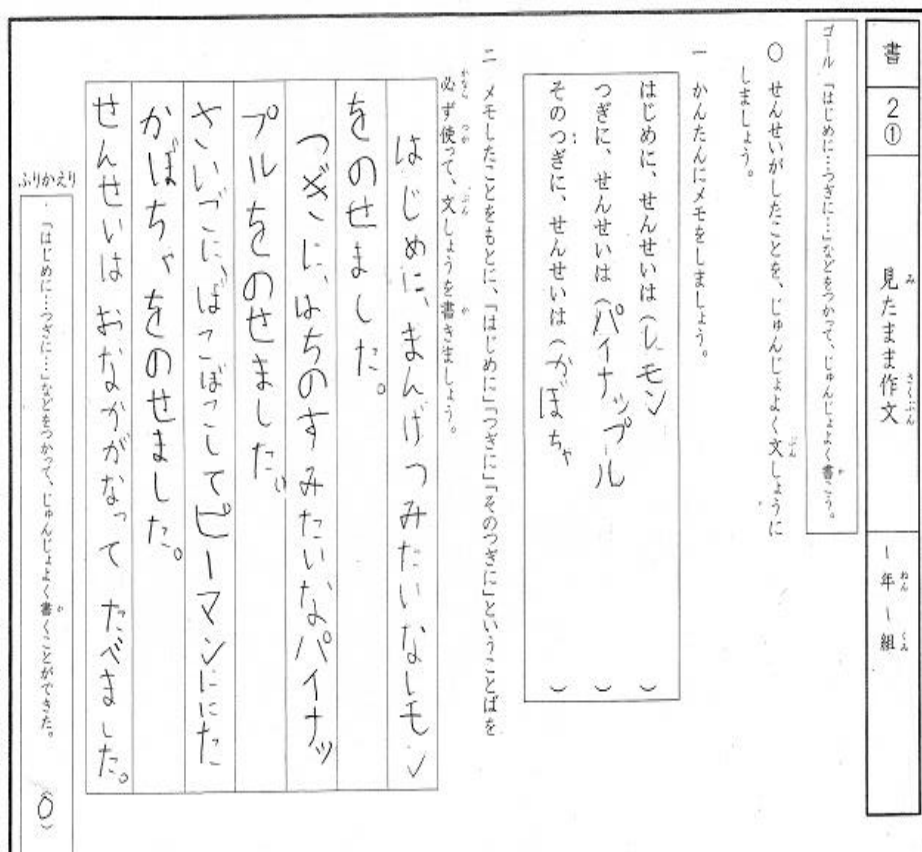 書
2①
見たまま作文
みさくぶん
1年1組
ねんくみ
ゴール 「はじめに…つぎに…」などをつかって、じゅんじょよく書こう。
○ せんせいがしたことを、じゅんじょよく文しょうに
しましょう。
一 かんたんにメモをしましょう。
はじめに、せんせいは(レモン )
つぎに、せんせいは(パイナップル )
そのつぎに、せんせいは(かぼちゃ )
二 メモしたことをもとに、「はじめに」「つぎに」「そのつぎに」ということばを
必ず使って、文しょうを書きましょう。
はじめに、まんげつみたいなレモン
をのせました。
つぎに、はちのすみたいなパイナッ
プルをのせました。
さいごに、ぼこぼこしてピーマンににた
かぼちゃをのせました。
せんせいはおなかがなって たべました。
ふりかえり
・「はじめに…つぎに…」などをつかって、じゅんじょよく書くことができた。 (○)